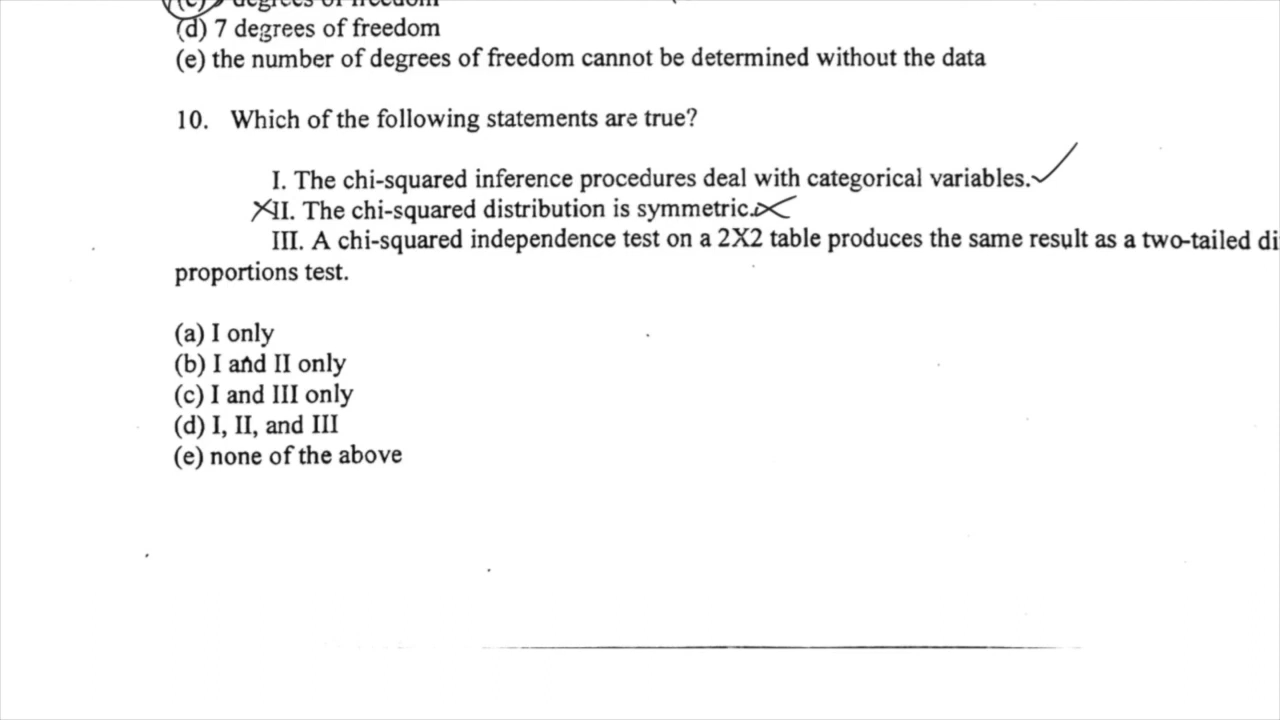 (d) 7 degrees of freedom
(e) the number of degrees of freedom cannot be determined without the data
10. Which of the following statements are true?
I. The chi-squared inference procedures deal with categorical variables.
II. The chi-squared distribution is symmetric.
III. A chi-squared independence test on a 2X2 table produces the same result as a two-tailed
proportions test.
(a) I only
(b) I and II only
(c) I and III only
(d) I, II, and III
(e) none of the above